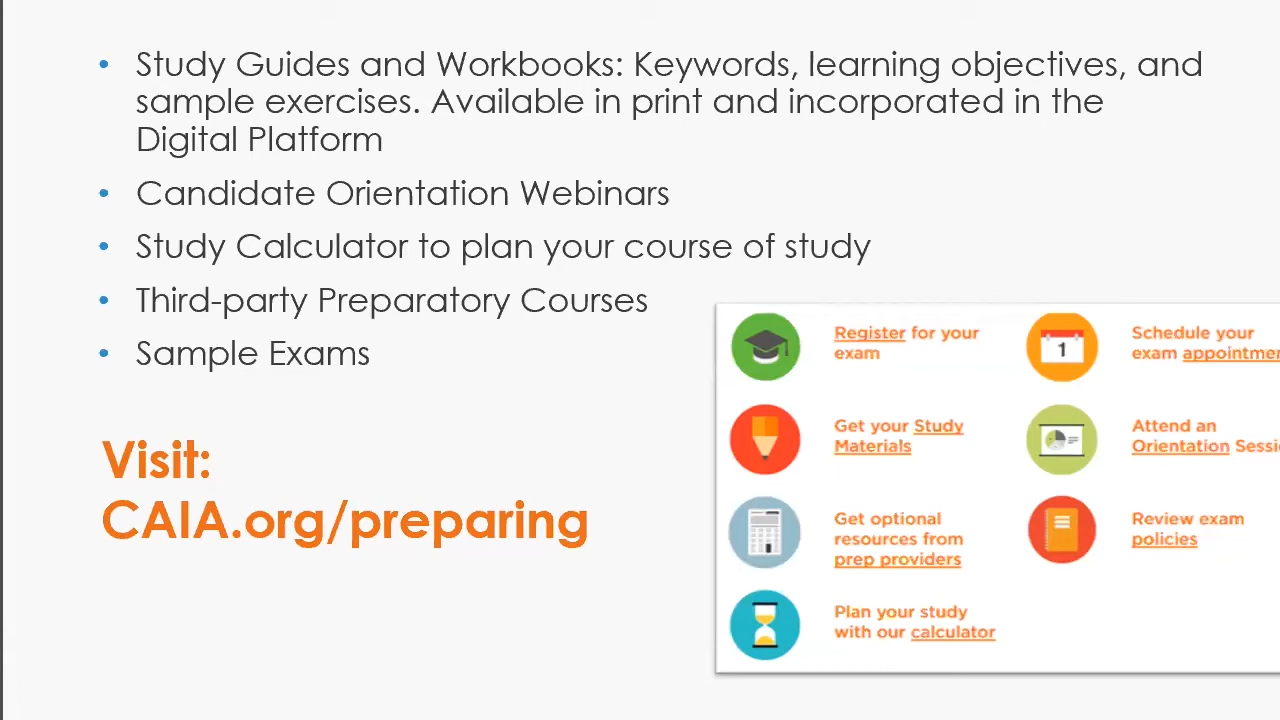 • Study Guides and Workbooks: Keywords, learning objectives, and
sample exercises. Available in print and incorporated in the
Digital Platform
• Candidate Orientation Webinars
• Study Calculator to plan your course of study
• Third-party Preparatory Courses
• Sample Exams
Visit:
CAIA.org/preparing
Register for your
exam
Schedule your
exam appointmen
1
Get your Study
Materials
Attend an
Orientation Sessi
Get optional
resources from
prep providers
Review exam
policies
Plan your study
with our calculator